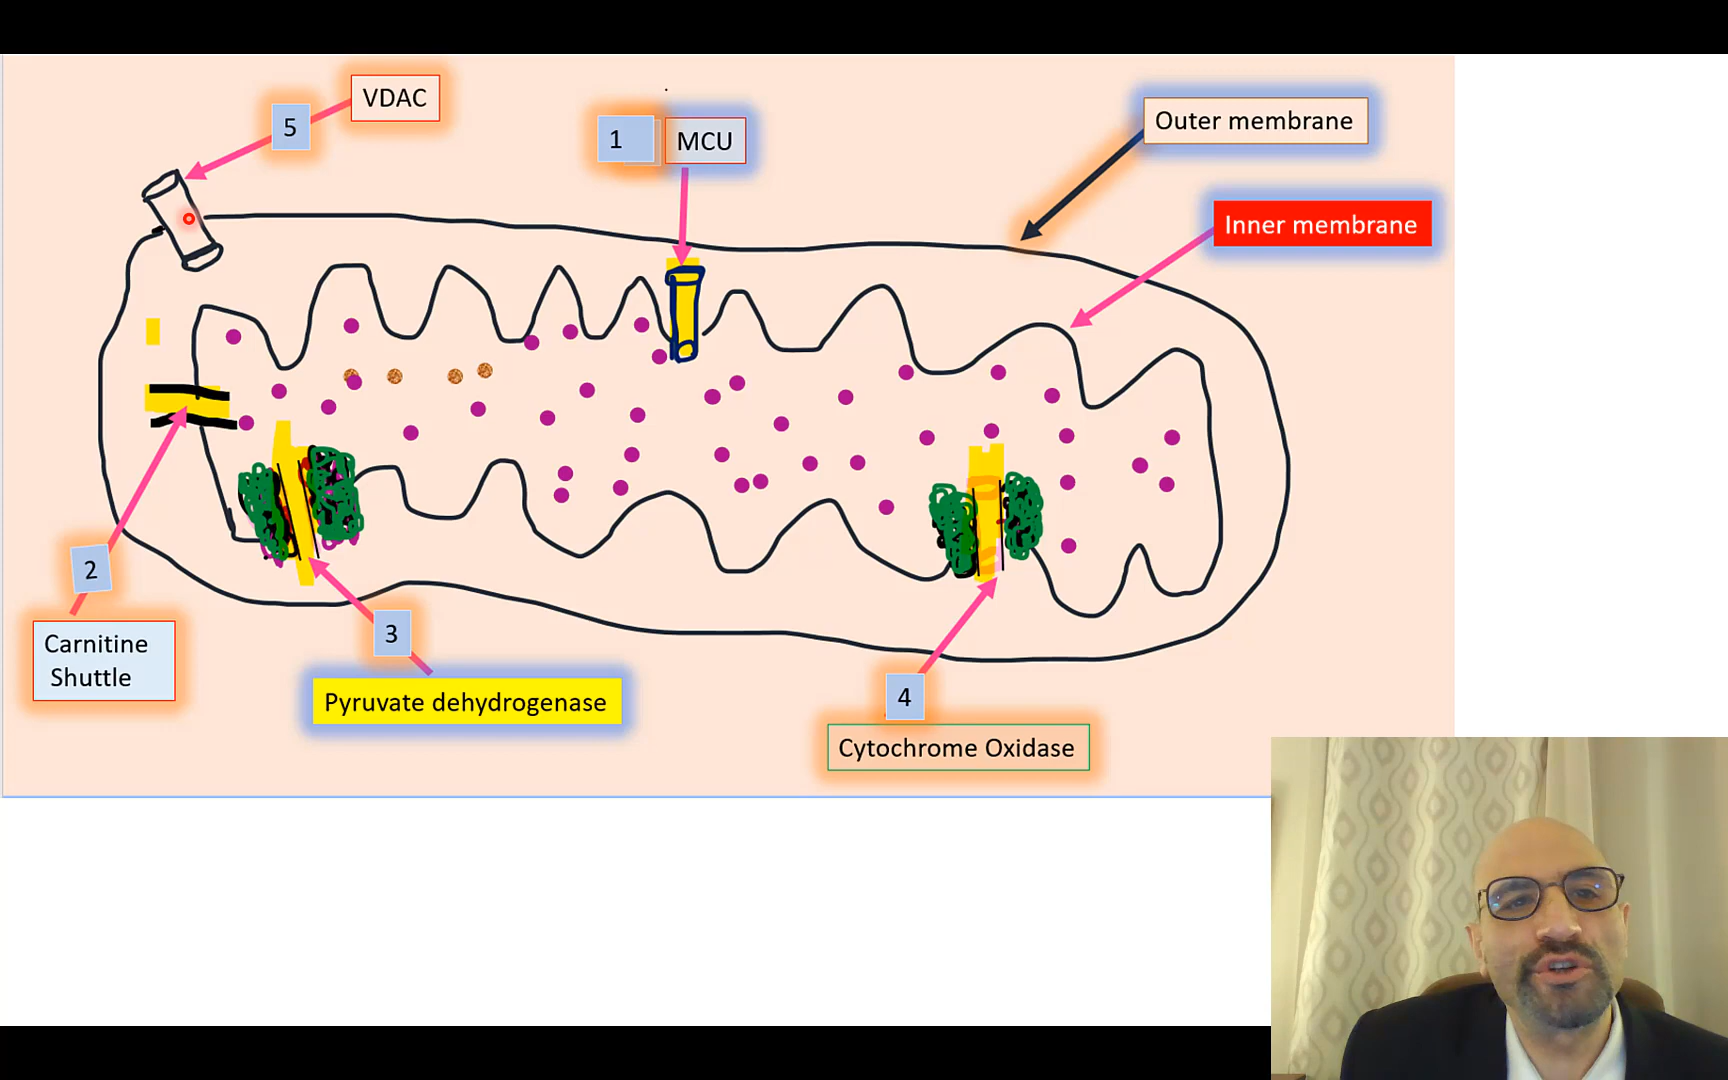 VDAC
5
1
MCU
Outer membrane
Inner membrane
2
Carnitine
Shuttle
3
Pyruvate dehydrogenase
4
Cytochrome Oxidase